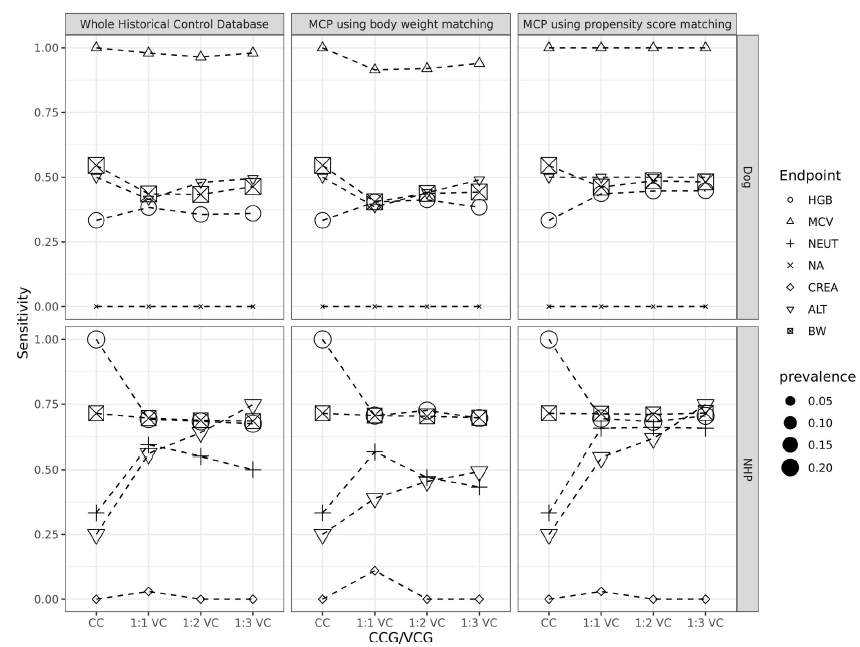 Whole Historical Control Database
MCP using body weight matching
MCP using propensity score matching
Sensitivity
1.00
0.75
0.50
0.25
0.00
Dog
1.00
0.75
0.50
0.25
0.00
NHP
CC 1:1 VC 1:2 VC 1:3 VC
CC 1:1 VC 1:2 VC 1:3 VC
CC 1:1 VC 1:2 VC 1:3 VC
CCG/VCG
Endpoint
HGB
MCV
NEUT
NA
CREA
ALT
BW
prevalence
0.05
0.10
0.15
0.20